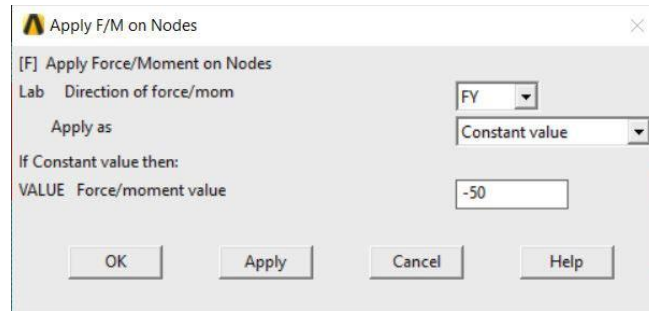 Apply F/M on Nodes
[F] Apply Force/Moment on Nodes
Lab Direction of force/mom FY
Apply as Constant value
If Constant value then:
VALUE Force/moment value -50
OK Apply Cancel Help